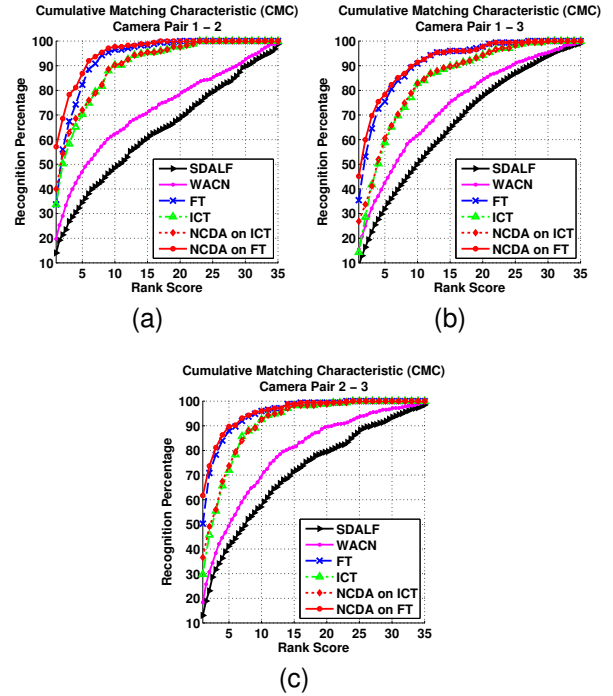 Cumulative Matching Characteristic (CMC)
Camera Pair 1 – 2
Recognition Percentage
100
90
80
70
60
50
40
30
20
10
SDALF
WACN
FT
ICT
NCDA on ICT
NCDA on FT
5 10 15 20 25 30 35
Rank Score
(a)
Cumulative Matching Characteristic (CMC)
Camera Pair 1 – 3
Recognition Percentage
100
90
80
70
60
50
40
30
20
10
SDALF
WACN
FT
ICT
NCDA on ICT
NCDA on FT
5 10 15 20 25 30 35
Rank Score
(b)
Cumulative Matching Characteristic (CMC)
Camera Pair 2 – 3
Recognition Percentage
100
90
80
70
60
50
40
30
20
10
SDALF
WACN
FT
ICT
NCDA on ICT
NCDA on FT
5 10 15 20 25 30 35
Rank Score
(c)